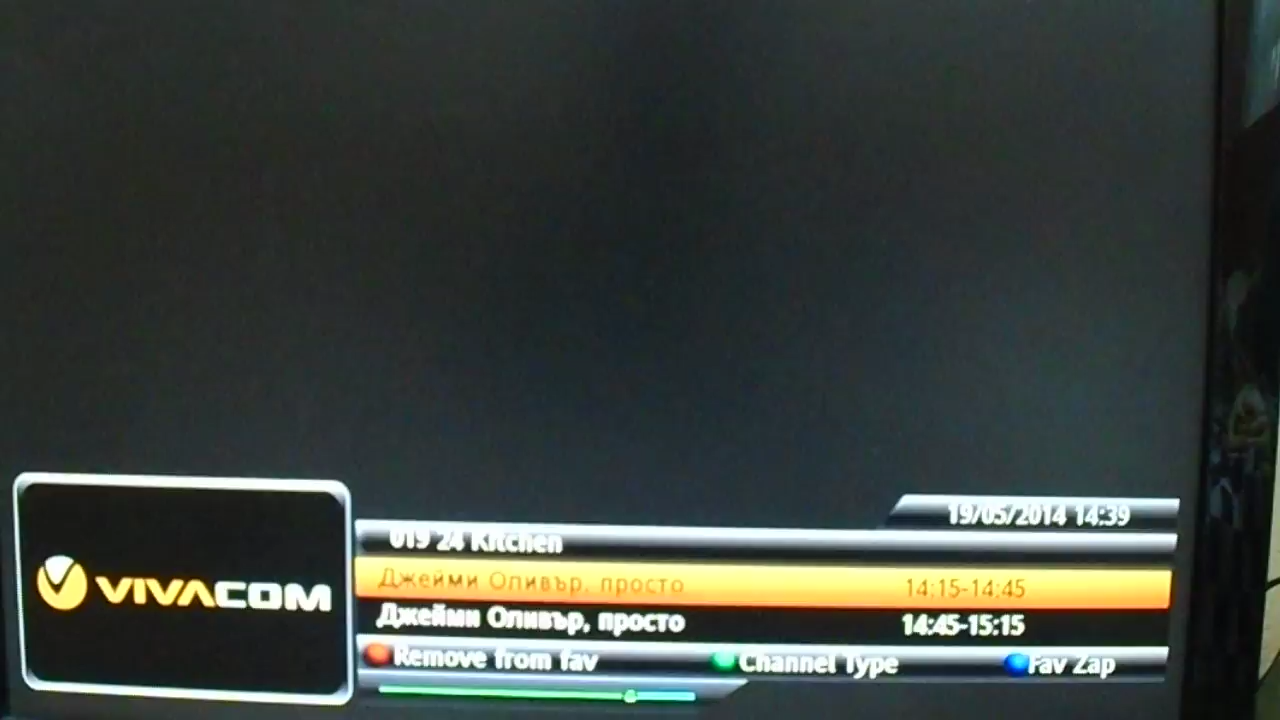 19/05/2014 14:39
019 24 Kitchen
Джейми Оливър, просто 14:15-14:45
Джейми Оливър, просто 14:45-15:15
VIVACOM
Remove from fav Channel Type Fav Zap